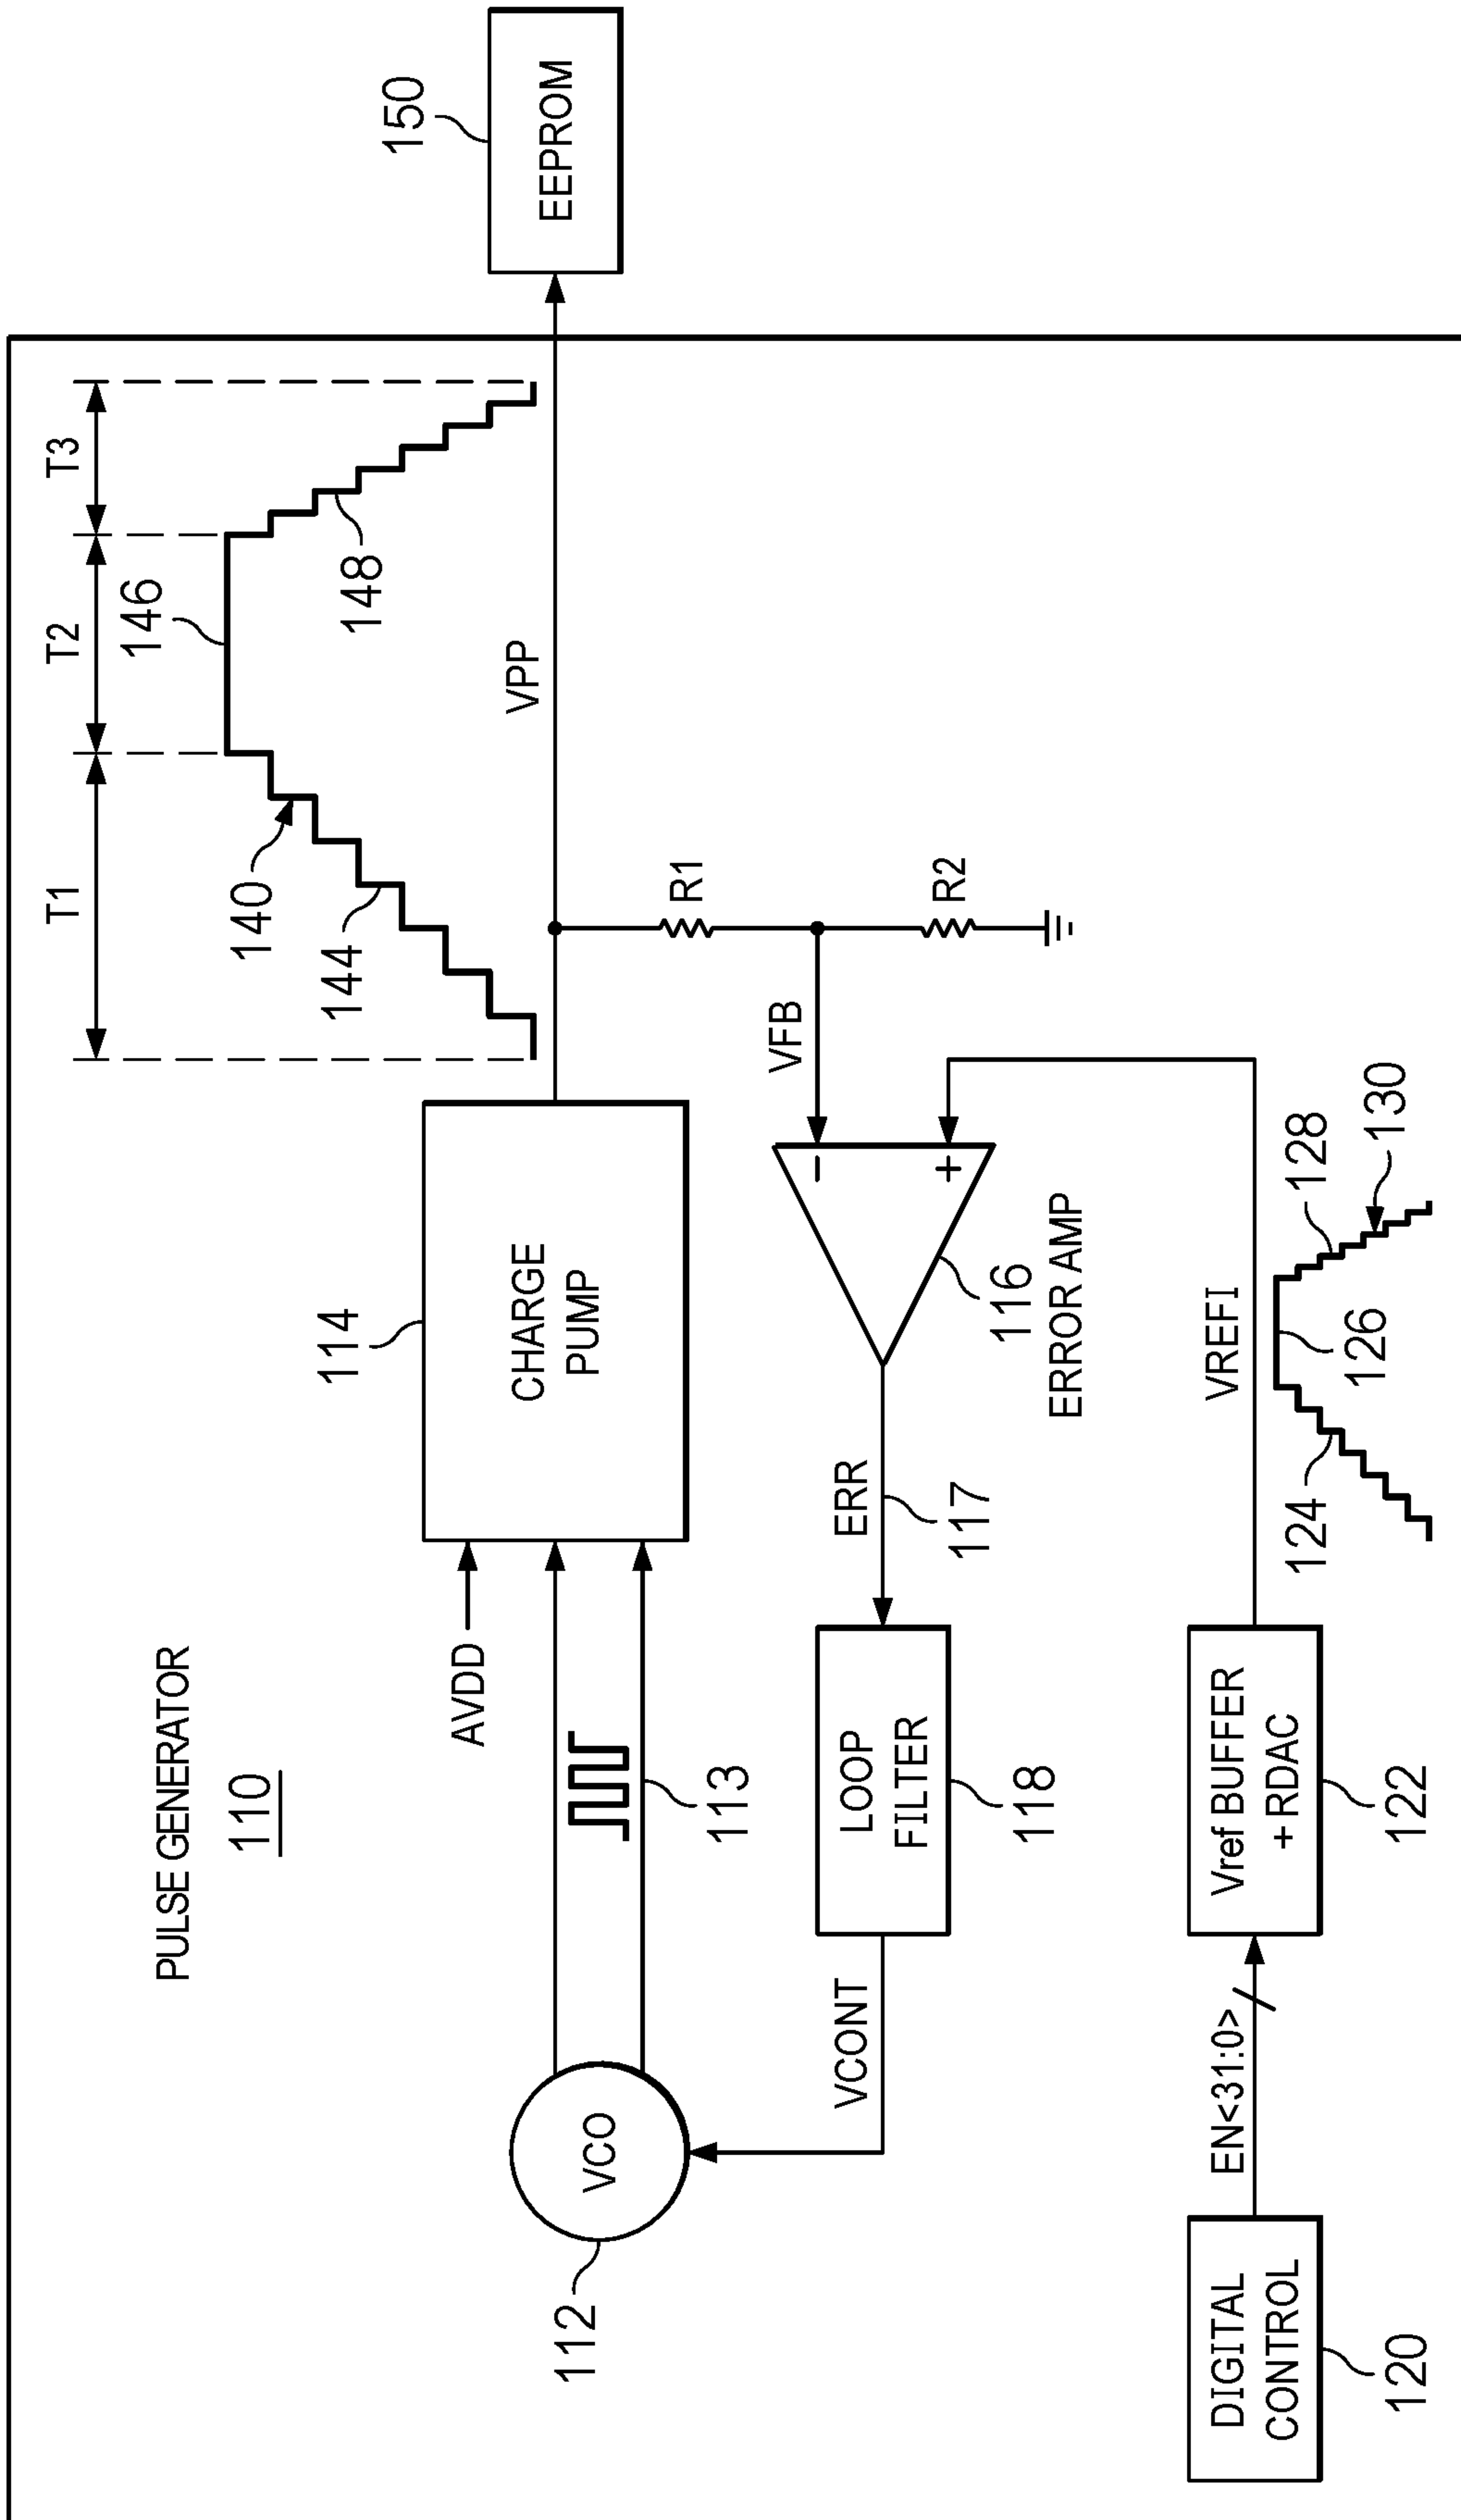 PULSE GENERATOR
110
T1
T2
T3
140
144
146
148
150
EEPROM
VPP
114
CHARGE
PUMP
AVDD
113
VCO
112
R1
R2
VFB
-
+
116
ERROR AMP
ERR
117
LOOP
FILTER
118
VCONT
VREFI
124
126
128
130
Vref BUFFER
+RDAC
122
EN<31:0>
DIGITAL
CONTROL
120